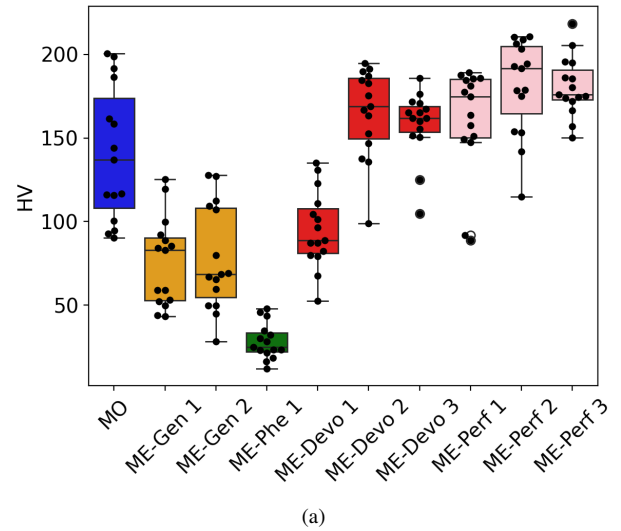 200
150
100
50
HV
MO
ME-Gen 1
ME-Gen 2
ME-Phe 1
ME-Devo 1
ME-Devo 2
ME-Devo 3
ME-Perf 1
ME-Perf 2
ME-Perf 3
(a)